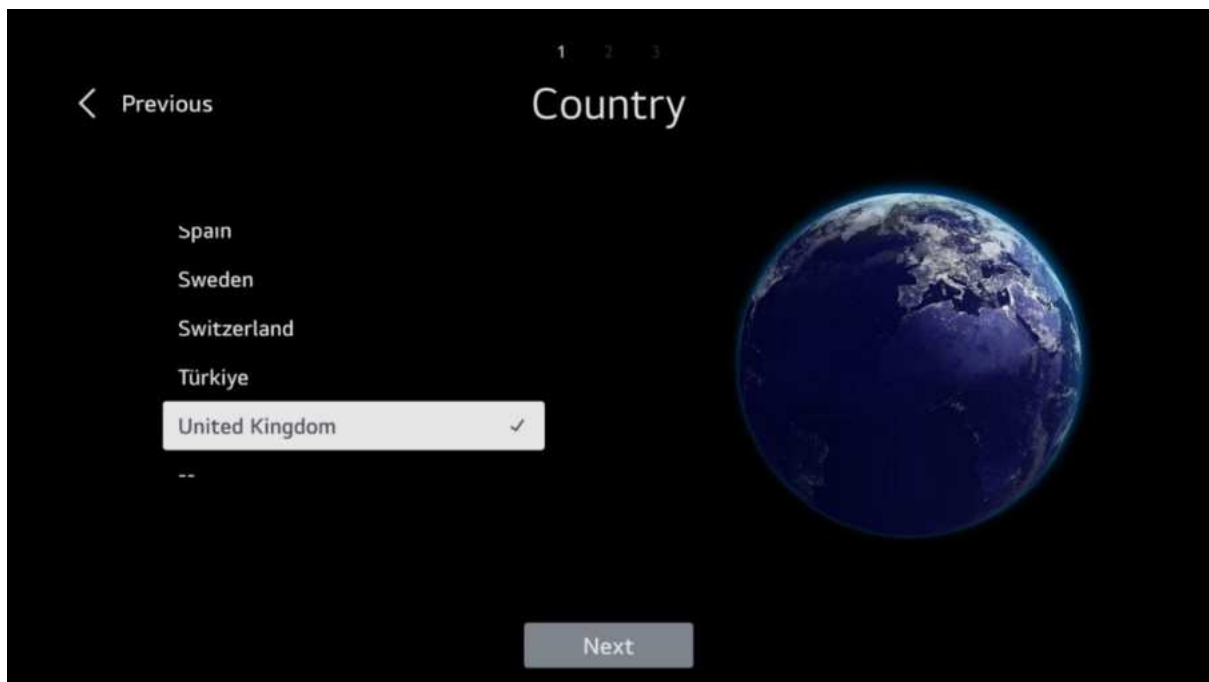 1 2 3
Previous
Country
Spain
Sweden
Switzerland
Türkiye
United Kingdom
--
Next